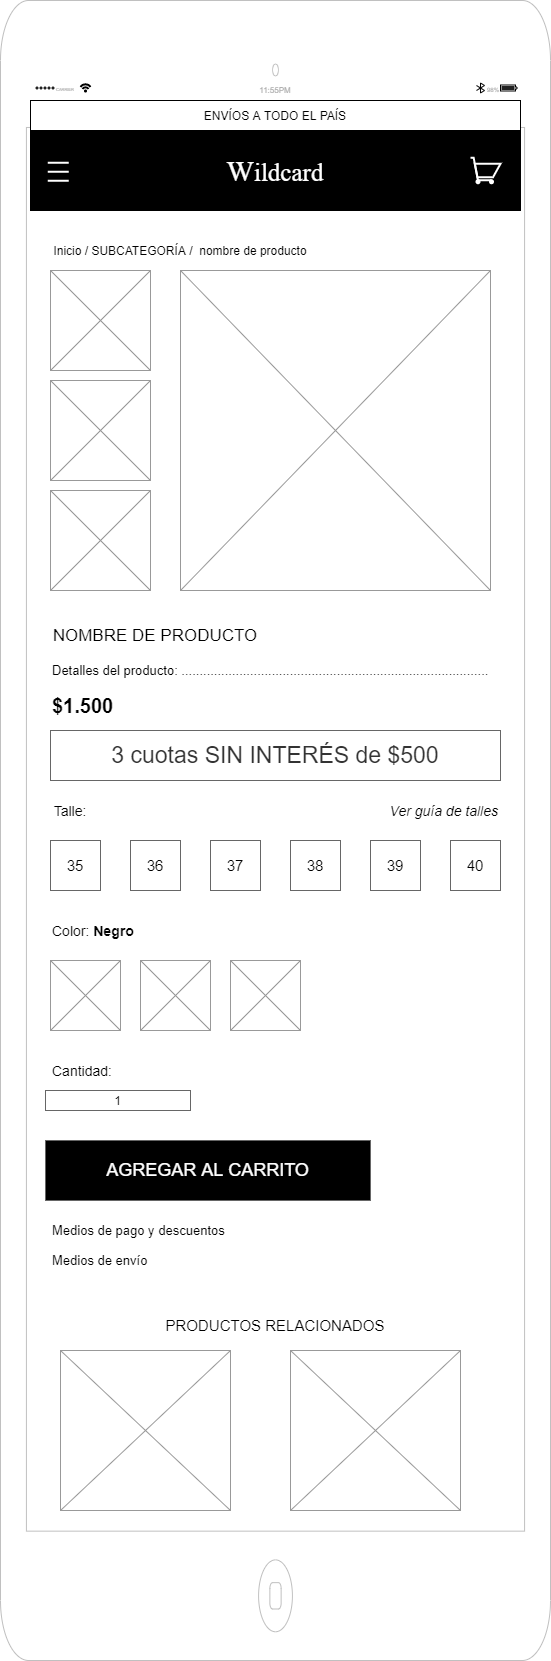 11:55PM
98%
ENVÍOS A TODO EL PAÍS
Wildcard
Inicio / SUBCATEGORÍA / nombre de producto
NOMBRE DE PRODUCTO
Detalles del producto: .....................................................................................
$1.500
3 cuotas SIN INTERÉS de $500
Talle: Ver guía de talles
35 36 37 38 39 40
Color: Negro
Cantidad:
1
AGREGAR AL CARRITO
Medios de pago y descuentos
Medios de envío
PRODUCTOS RELACIONADOS